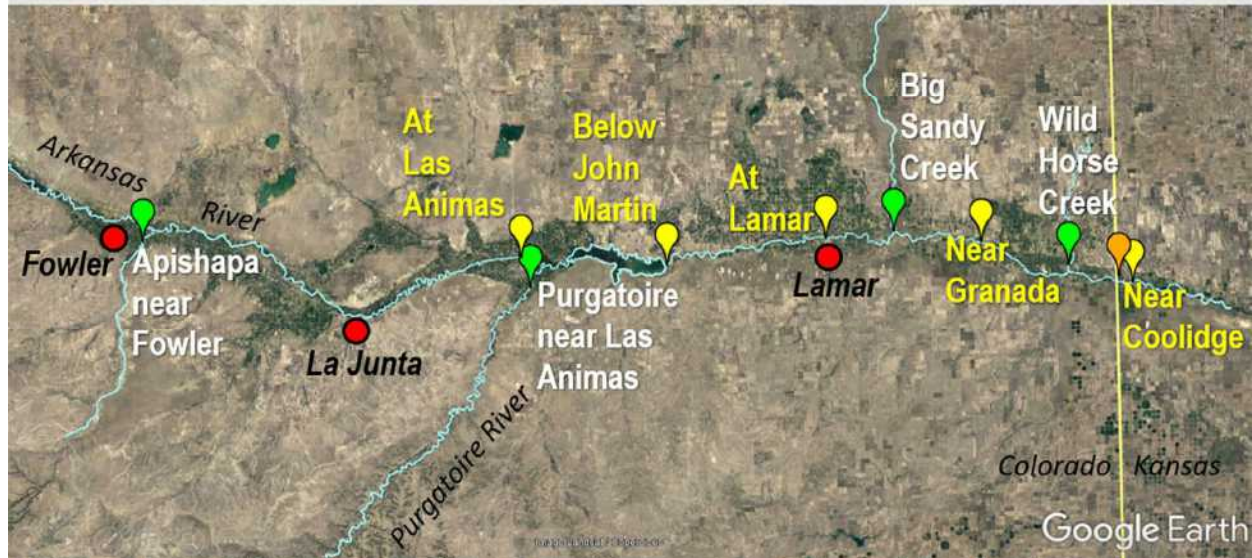 Arkansas
River
Fowler
Apishapa
near
Fowler
La Junta
At
Las
Animas
Purgatoire
near Las
Animas
Purgatoire River
Below
John
Martin
At
Lamar
Lamar
Big
Sandy
Creek
Near
Granada
Wild
Horse
Creek
Near
Coolidge
Colorado
Kansas
Google Earth